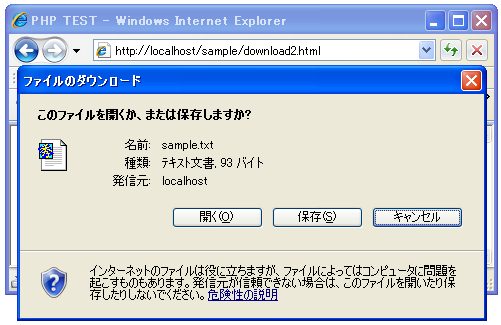 PHP TEST - Windows Internet Explorer
http://localhost/sample/download2.html
ファイルのダウンロード
このファイルを開くか、または保存しますか?
名前: sample.txt
種類: テキスト文書, 93 バイト
発信元: localhost
開く(O) 保存(S) キャンセル
インターネットのファイルは役に立ちますが、ファイルによってはコンピュータに問題を
起こすものもあります。発信元が信頼できない場合は、このファイルを開いたり保
存したりしないでください。危険性の説明